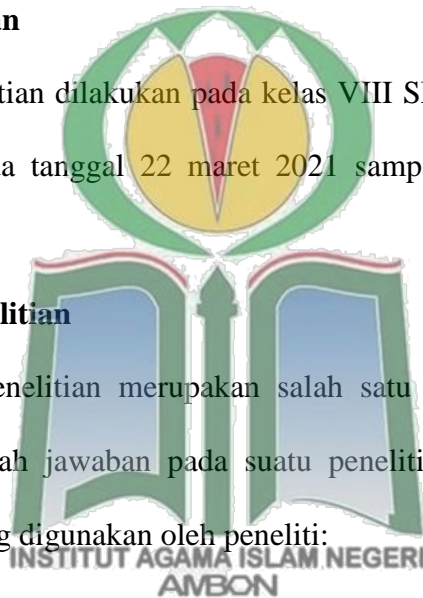 an
tian dilakukan pada kelas VIII
a tanggal 22 maret 2021 samp
litian
enelitian merupakan salah satu
ah jawaban pada suatu peneliti
g digunakan oleh peneliti:
INSTITUT AGAMA ISLAM NEGERI
AMBON